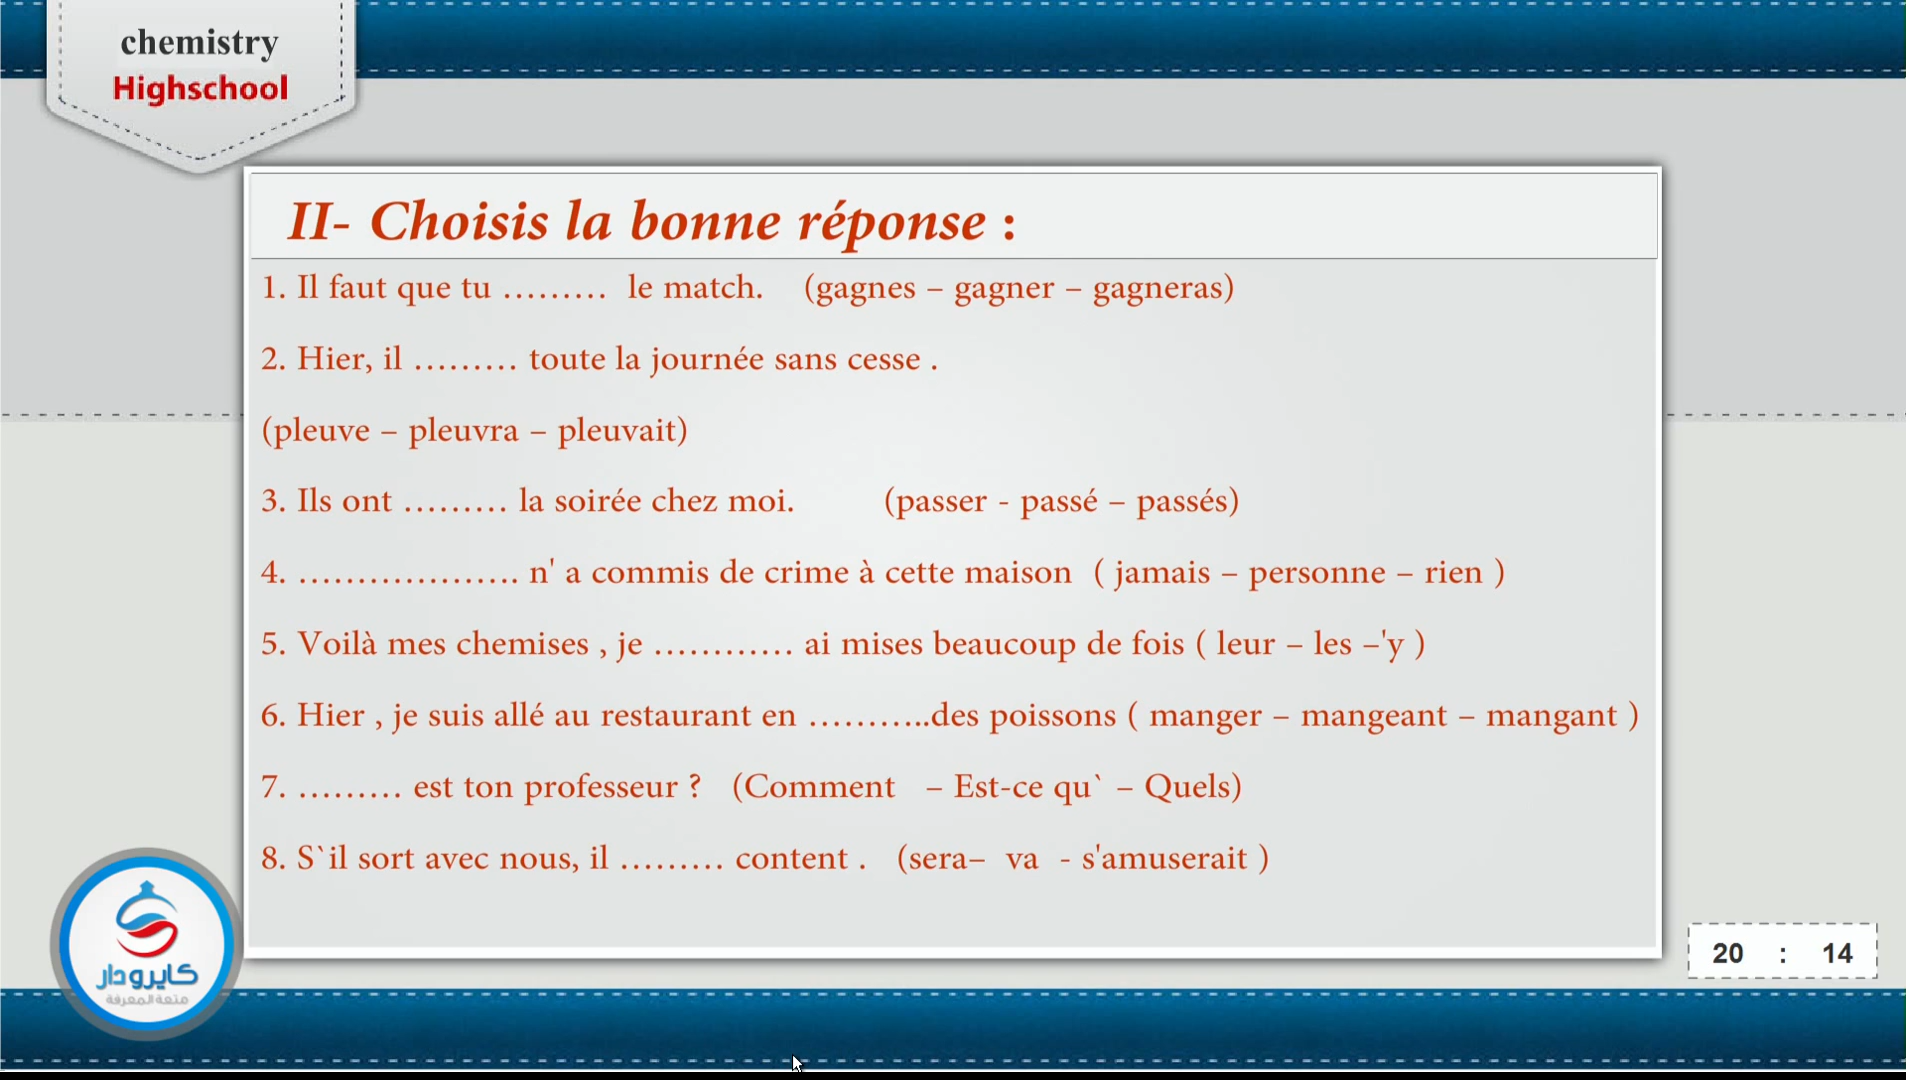 chemistry
Highschool
II- Choisis la bonne réponse :
1. Il faut que tu ......... le match. (gagnes – gagner – gagneras)
2. Hier, il ......... toute la journée sans cesse .
(pleuve – pleuvra – pleuvait)
3. Ils ont ......... la soirée chez moi. (passer - passé – passés)
4. ................... n' a commis de crime à cette maison ( jamais – personne – rien )
5. Voilà mes chemises , je ............ ai mises beaucoup de fois ( leur – les –'y )
6. Hier , je suis allé au restaurant en ...........des poissons ( manger – mangeant – mangant )
7. ......... est ton professeur ? (Comment – Est-ce qu` – Quels)
8. S`il sort avec nous, il ......... content . (sera– va - s'amuserait )
كايرودار
متعة المعرفة
20 : 14